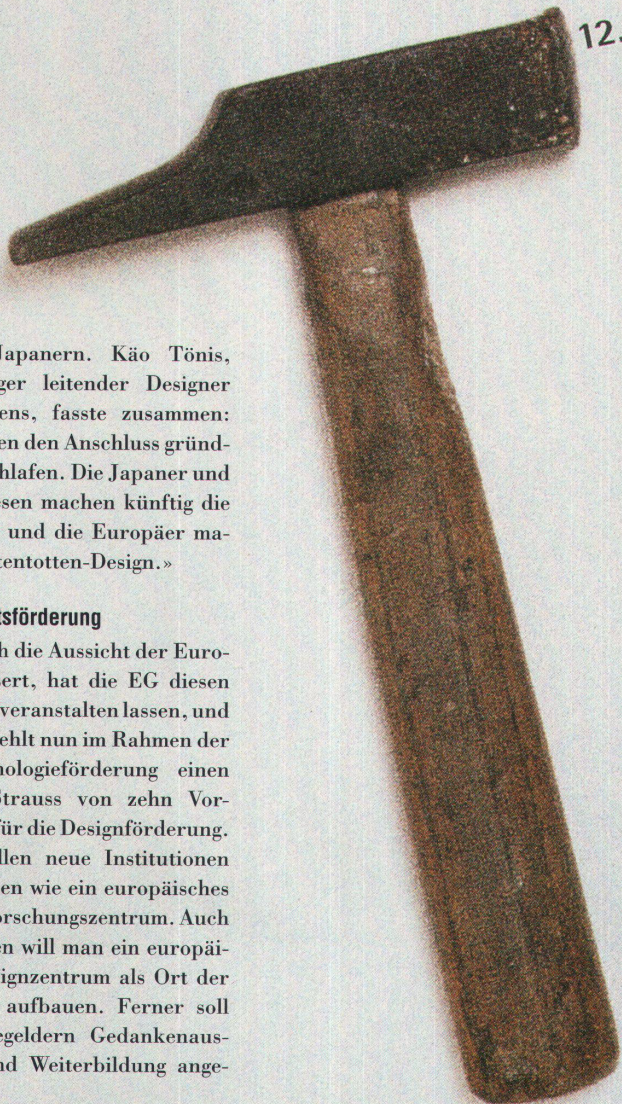 12.
Japanern. Käo Tönis,
ger leitender Designer
ens, fasste zusammen:
en den Anschluss gründ-
hlafen. Die Japaner und
esen machen künftig die
und die Europäer ma-
tentotten-Design.»
tsförderung
h die Aussicht der Euro-
sert, hat die EG diesen
veranstalten lassen, und
ehlt nun im Rahmen der
nologieförderung einen
Strauss von zehn Vor-
für die Designförderung.
llen neue Institutionen
en wie ein europäisches
orschungszentrum. Auch
en will man ein europäi-
ignzentrum als Ort der
aufbauen. Ferner soll
egeldern Gedankenaus-
nd Weiterbildung ange-